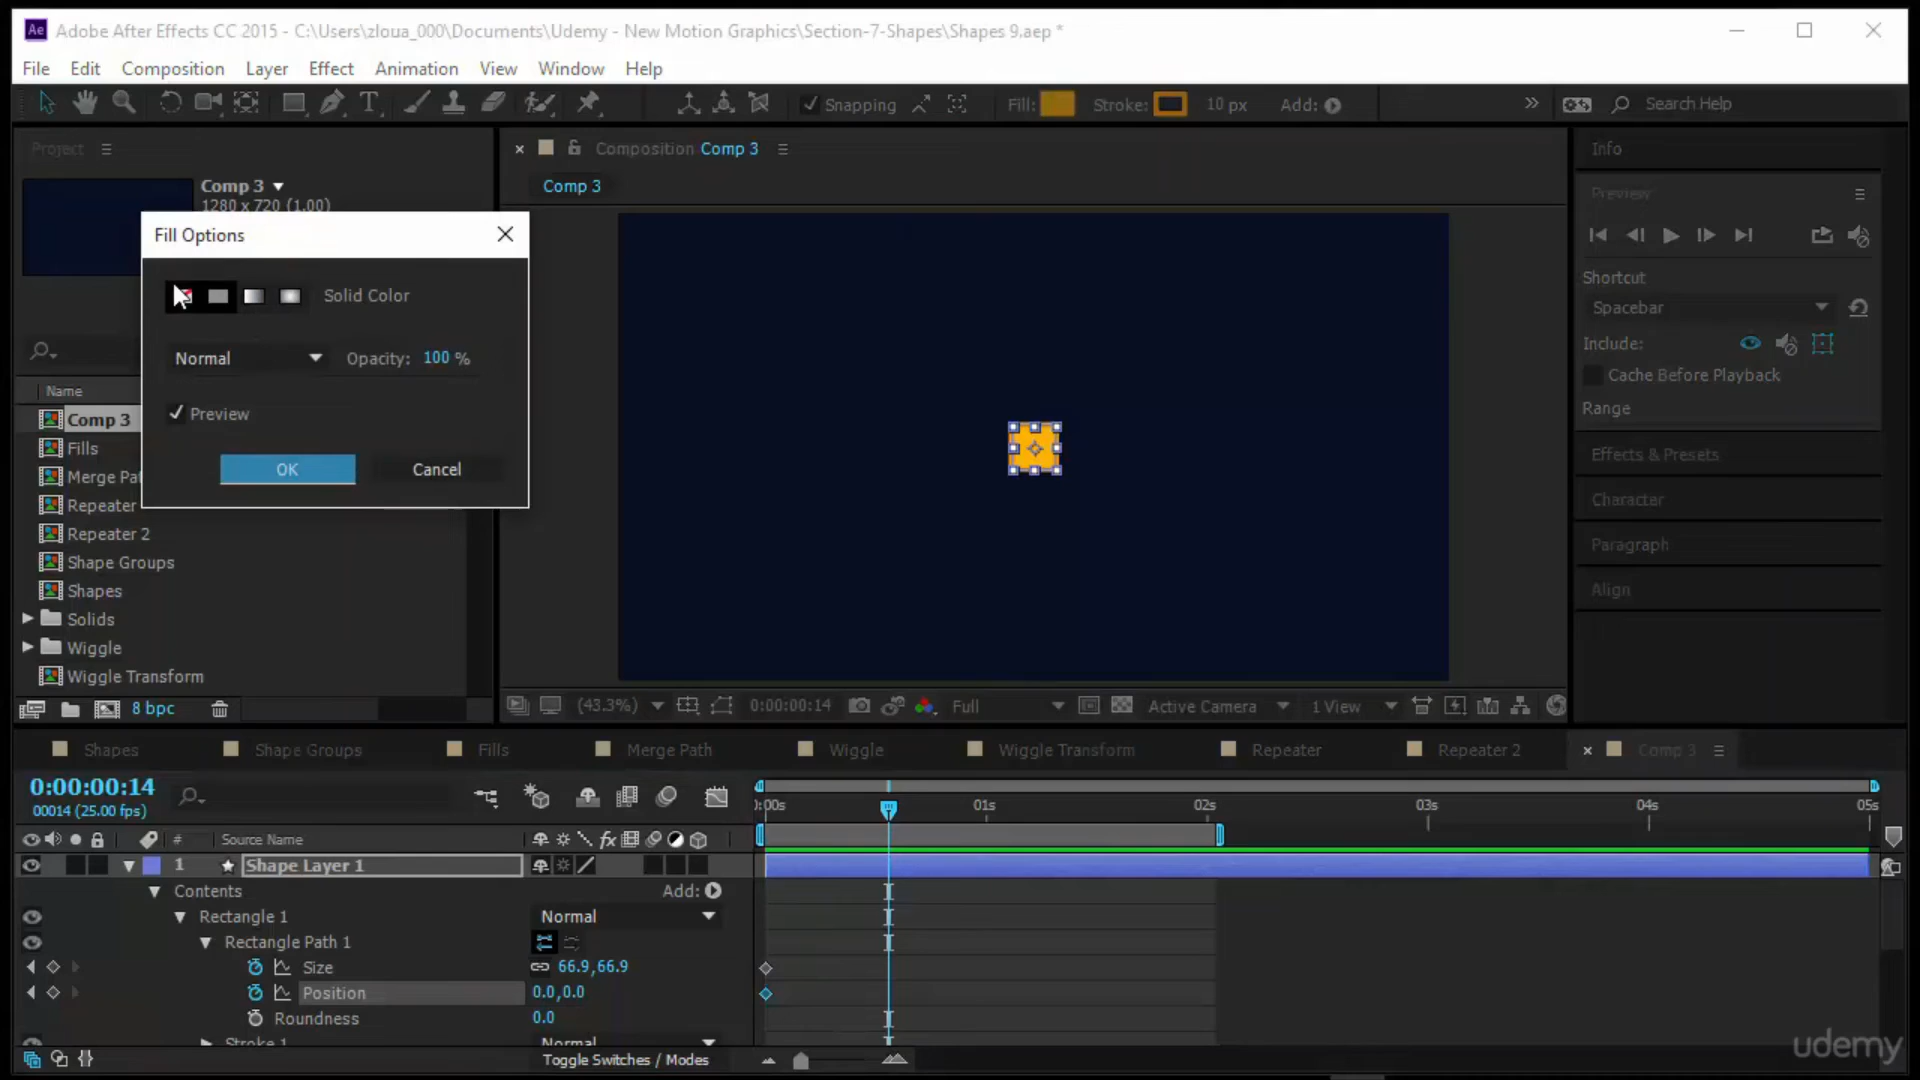 Ae Adobe After Effects CC 2015 - C:\Users\zloua_000\Documents\Udemy - New Motion Graphics\Section-7-Shapes\Shapes 9.aep *
File Edit Composition Layer Effect Animation View Window Help
T Snapping Fill: Stroke: 10 px Add: Search Help
Project
Comp 3
1280 x 720 (1.00)
Fill Options
Solid Color
Normal Opacity: 100 %
Preview
OK Cancel
Name
Comp 3
Fills
Merge Pat
Repeater
Repeater 2
Shape Groups
Shapes
Solids
Wiggle
Wiggle Transform
8 bpc
Composition Comp 3
Comp 3
(43.3%) 0:00:00:14 Full Active Camera 1 View
Info
Preview
Shortcut
Spacebar
Include:
Cache Before Playback
Range
Effects & Presets
Character
Paragraph
Align
Shapes Shape Groups Fills Merge Path Wiggle Wiggle Transform Repeater Repeater 2 Comp 3
0:00:00:14
00014 (25.00 fps)
:00s 01s 02s 03s 04s 05s
# Source Name fx
1 Shape Layer 1
Contents Add:
Rectangle 1 Normal
Rectangle Path 1
Size 66.9,66.9
Position 0.0,0.0
Roundness 0.0
Stroke 1 Normal
Toggle Switches / Modes
udemy